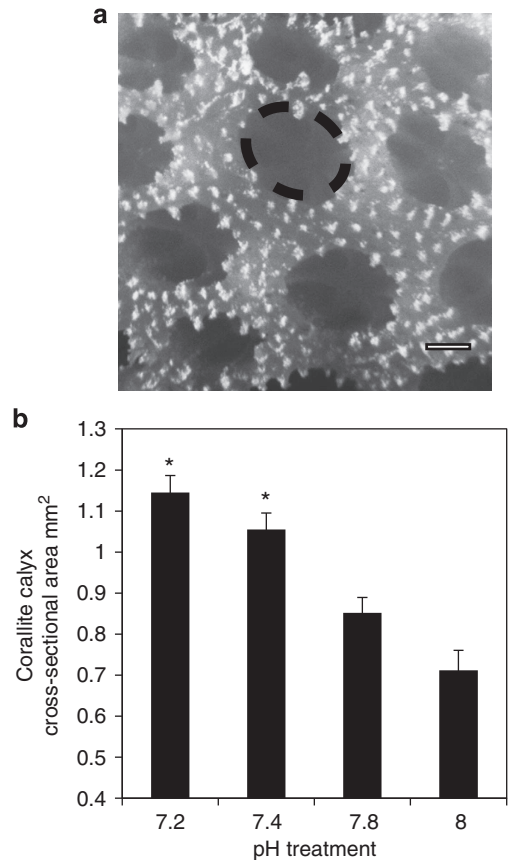 a
b
1.3
1.2
1.1
1
0.9
0.8
0.7
0.6
0.5
0.4
Corallite calyx
cross-sectional area mm²
*
*
7.2 7.4 7.8 8
pH treatment